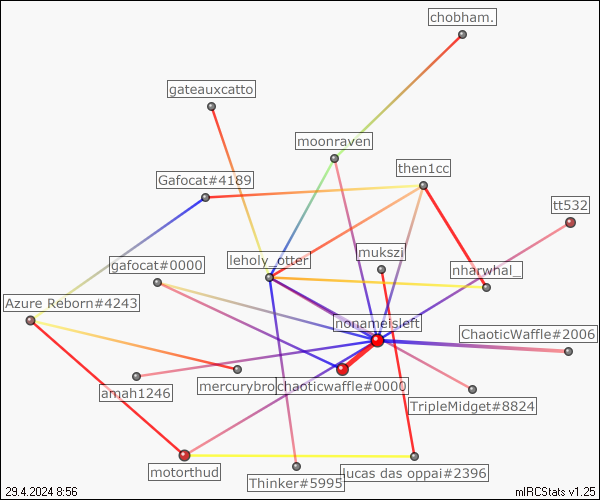 chobham.
gateauxcatto
moonraven
then1cc
Gafocat#4189
tt532
mukszi
leholy_otter
gafocat#0000
nharwhal_
Azure Reborn#4243
nonameisleft
ChaoticWaffle#2006
mercurybro
chaoticwaffle#0000
amah1246
TripleMidget#8824
motorthud
lucas das oppai#2396
Thinker#5995
29.4.2024 8:56
mIRCStats v1.25